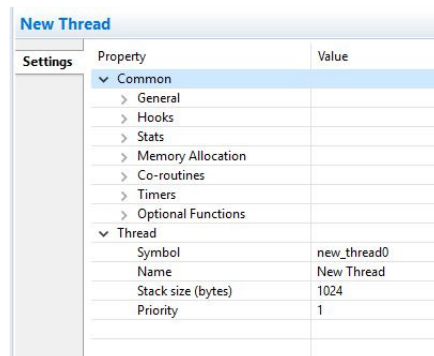 New Thread
Settings
Property Value
Common
General
Hooks
Stats
Memory Allocation
Co-routines
Timers
Optional Functions
Thread
Symbol new_thread0
Name New Thread
Stack size (bytes) 1024
Priority 1